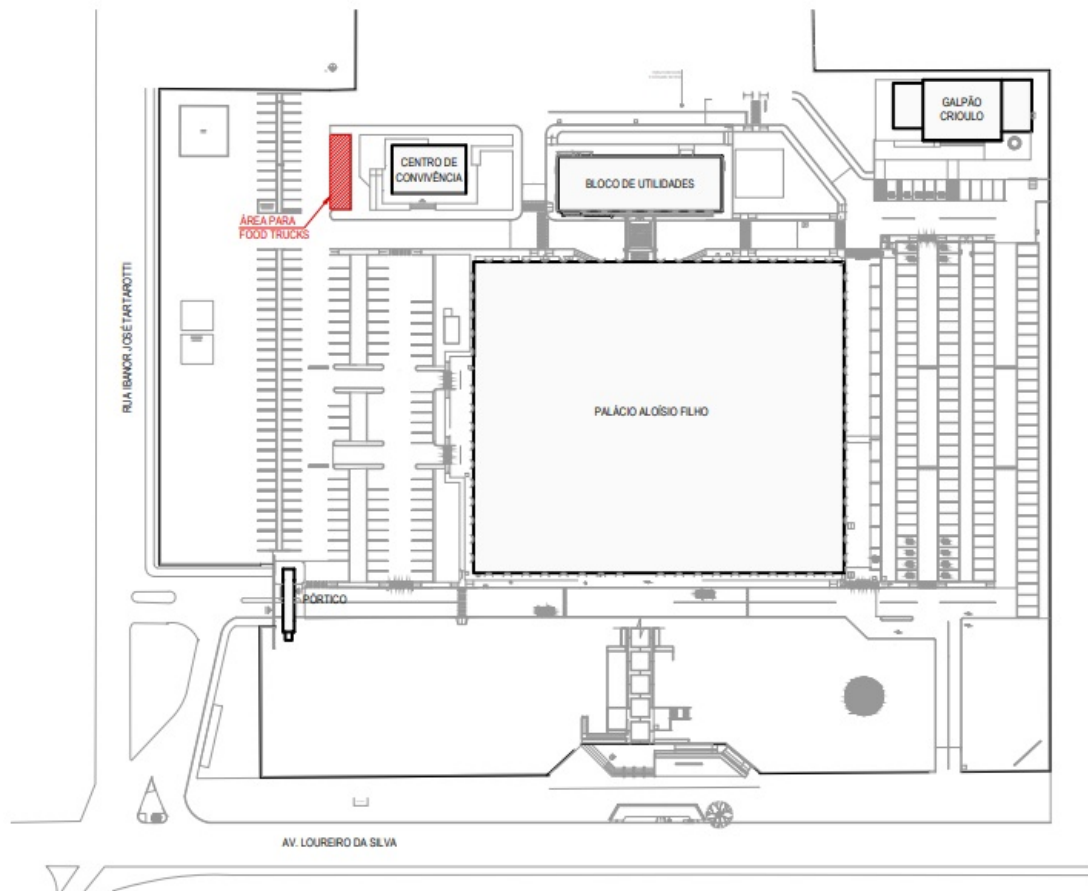 GALPÃO
CRIOULO
CENTRO DE
CONVIVÊNCIA
BLOCO DE UTILIDADES
ÁREA PARA
FOOD TRUCKS
RUA IBANOR JOSÉ TARTAROTTI
PALÁCIO ALOÍSIO FILHO
PÓRTICO
AV. LOUREIRO DA SILVA